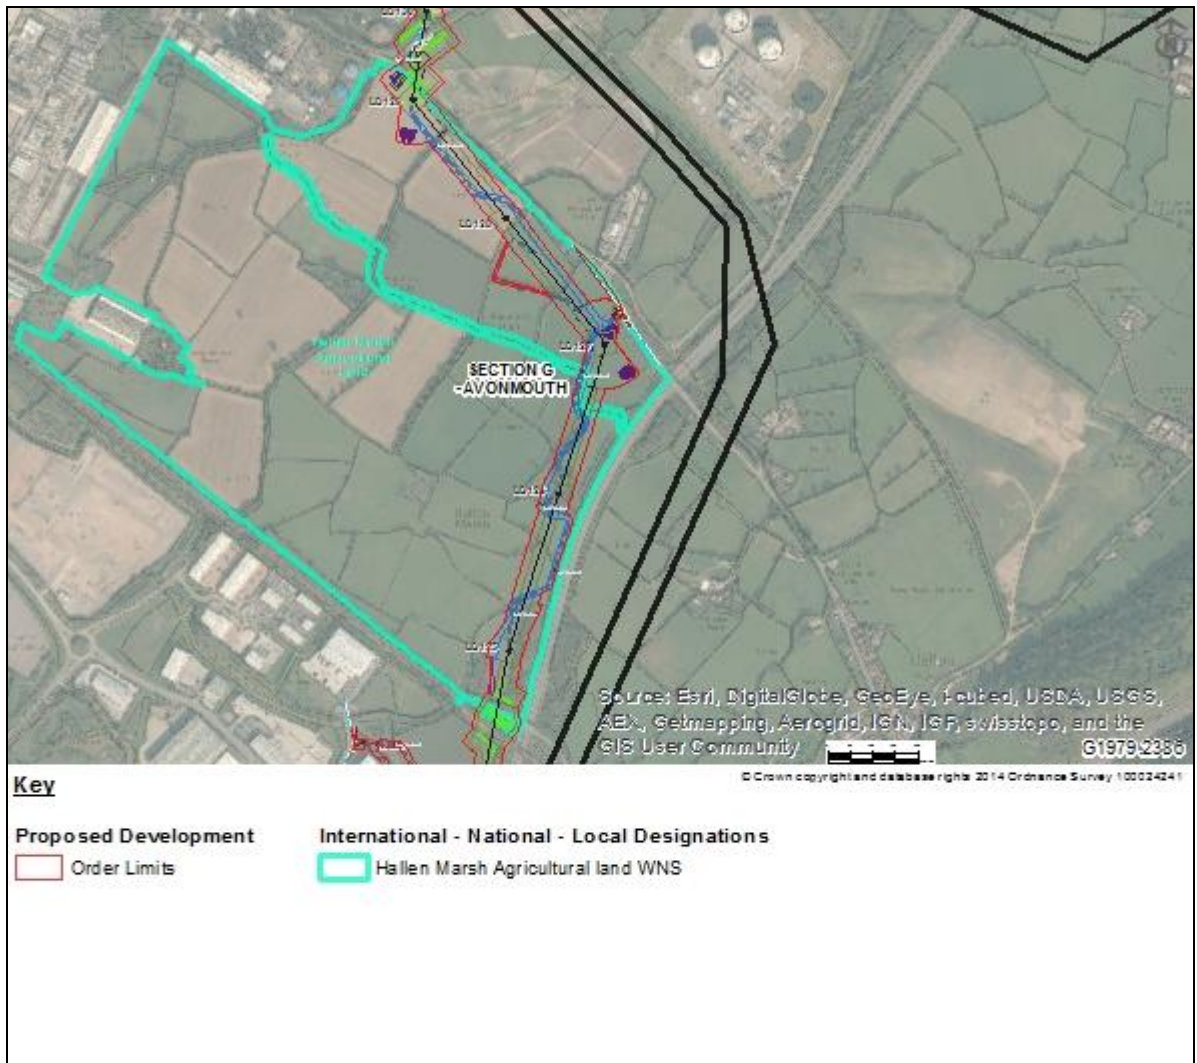 SECTION G
-AVONMOUTH
Source: Esri, DigitalGlobe, GeoEye, i-cubed, USDA, USGS,
AEX, Getmapping, Aerogrid, IGN, IGP, swisstopo, and the
GIS User Community
G1979.2386
© Crown copyright and database rights 2014 Ordnance Survey 100024241
Key
Proposed Development
International - National - Local Designations
Order Limits
Hallen Marsh Agricultural land WNS